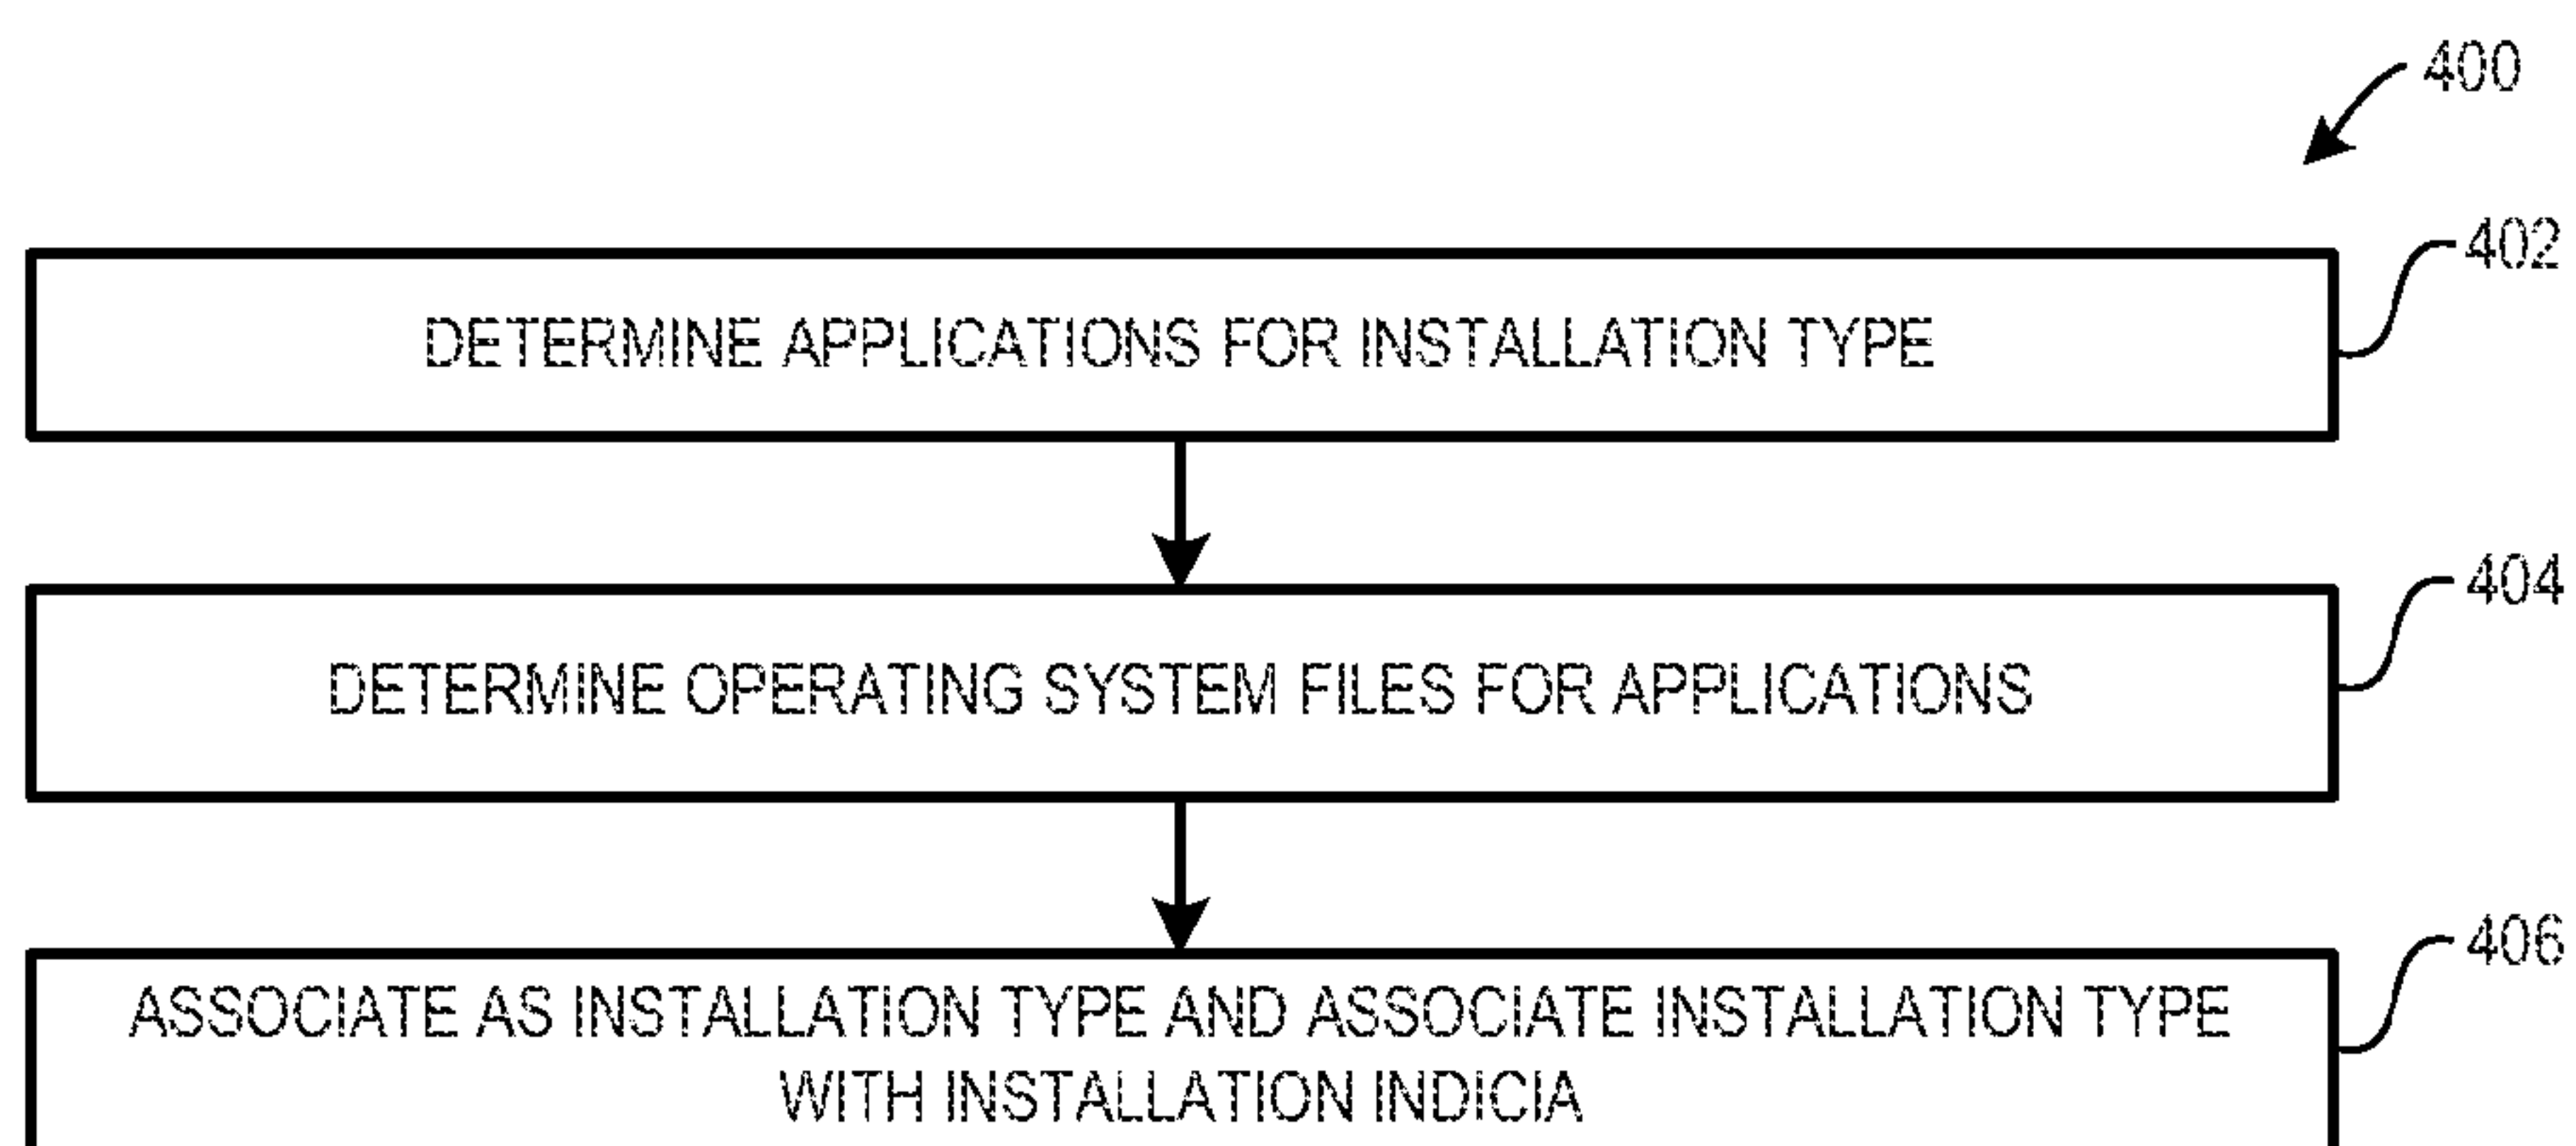 400
402
DETERMINE APPLICATIONS FOR INSTALLATION TYPE
404
DETERMINE OPERATING SYSTEM FILES FOR APPLICATIONS
406
ASSOCIATE AS INSTALLATION TYPE AND ASSOCIATE INSTALLATION TYPE
WITH INSTALLATION INDICIA